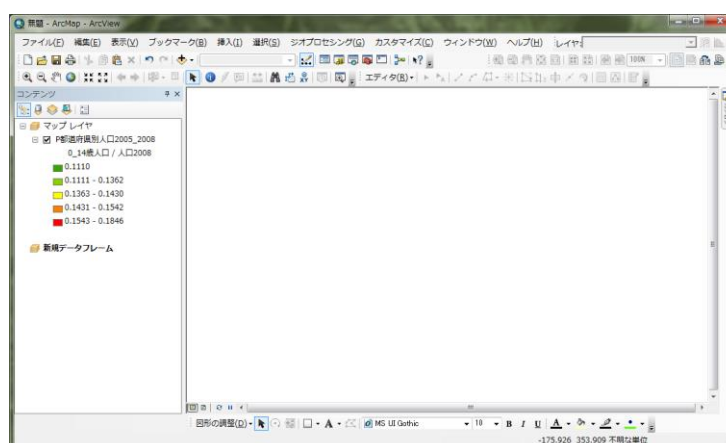 無題 - ArcMap - ArcView
ファイル(F) 編集(E) 表示(V) ブックマーク(B) 挿入(I) 選択(S) ジオプロセシング(G) カスタマイズ(C) ウィンドウ(W) ヘルプ(H) レイヤ:
100%
エディタ(R)
コンテンツ
マップ レイヤ
P都道府県別人口2005_2008
0_14歳人口 / 人口2008
0.1110
0.1111 - 0.1362
0.1363 - 0.1430
0.1431 - 0.1542
0.1543 - 0.1846
新規データフレーム
図形の調整(D) A MS UI Gothic 10 B I U A
-175.926 353.909 不明な単位